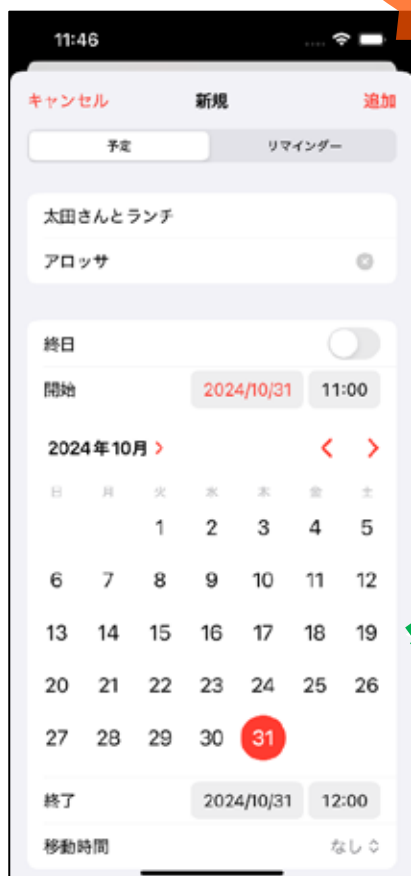 11:46
キャンセル 新規 追加
予定 リマインダー
太田さんとランチ
アロッサ
終日
開始 2024/10/31 11:00
2024年10月
日 月 火 水 木 金 土
1 2 3 4 5
6 7 8 9 10 11 12
13 14 15 16 17 18 19
20 21 22 23 24 25 26
27 28 29 30 31
終了 2024/10/31 12:00
移動時間 なし